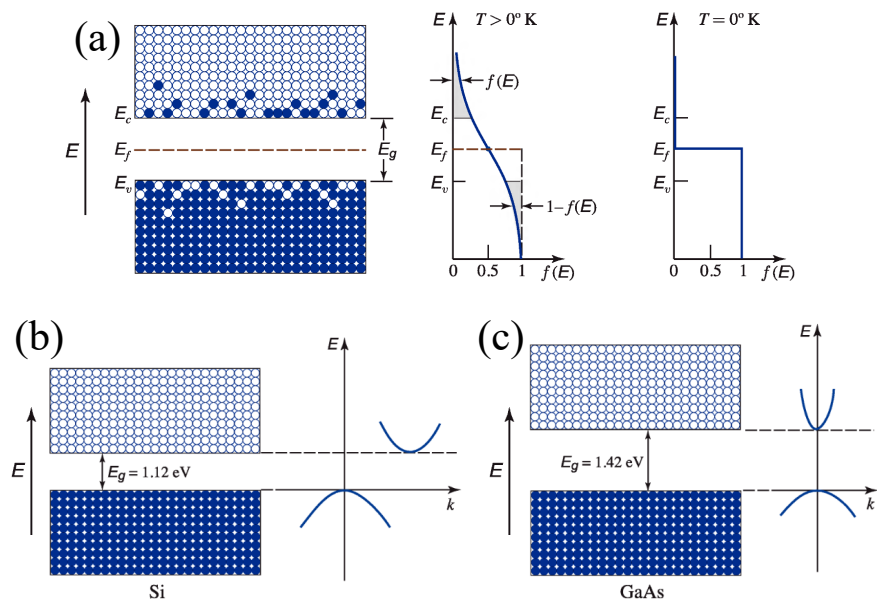 (a)
E
E_c
E_f
E_v
E_g
E
T > 0° K
f(E)
E_c
E_f
E_v
1–f(E)
0 0.5 1 f(E)
E
T = 0° K
E_c
E_f
E_v
0 0.5 1 f(E)
(b)
E
E_g = 1.12 eV
E
k
Si
(c)
E
E_g = 1.42 eV
E
k
GaAs